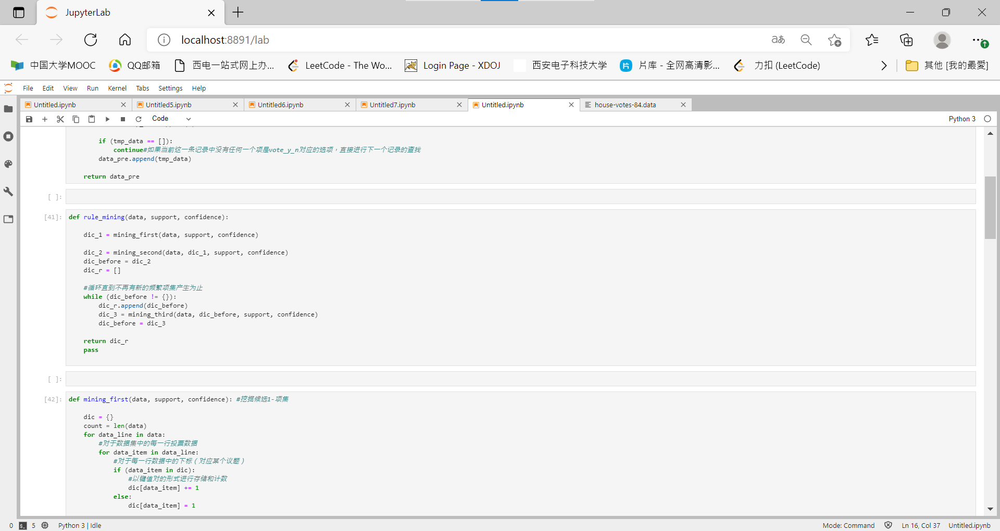 JupyterLab
localhost:8891/lab
aあ
中国大学MOOC
QQ邮箱
西电一站式网上办...
LeetCode - The Wo...
Login Page - XDOJ
西安电子科技大学
片库 - 全网高清影...
力扣 (LeetCode)
其他 [我的最愛]
File Edit View Run Kernel Tabs Settings Help
Untitled.ipynb
Untitled5.ipynb
Untitled6.ipynb
Untitled7.ipynb
Untitled.ipynb
house-votes-84.data
Code
Python 3
if (tmp_data == []):
continue#如果当前这一条记录中没有任何一个项是vote_y_n对应的选项，直接进行下一个记录的查找
data_pre.append(tmp_data)
return data_pre
[ ]:
[41]: def rule_mining(data, support, confidence):
dic_1 = mining_first(data, support, confidence)
dic_2 = mining_second(data, dic_1, support, confidence)
dic_before = dic_2
dic_r = []
#循环直到不再有新的频繁项集产生为止
while (dic_before != {}):
dic_r.append(dic_before)
dic_3 = mining_third(data, dic_before, support, confidence)
dic_before = dic_3
return dic_r
pass
[ ]:
[42]: def mining_first(data, support, confidence): #挖掘候选1-项集
dic = {}
count = len(data)
for data_line in data:
#对于数据集中的每一行投票数据
for data_item in data_line:
#对于每一行数据中的下标（对应某个议题）
if (data_item in dic):
#以键值对的形式进行存储和计数
dic[data_item] += 1
else:
dic[data_item] = 1
0 5 Python 3 | Idle
Mode: Command Ln 16, Col 37 Untitled.ipynb